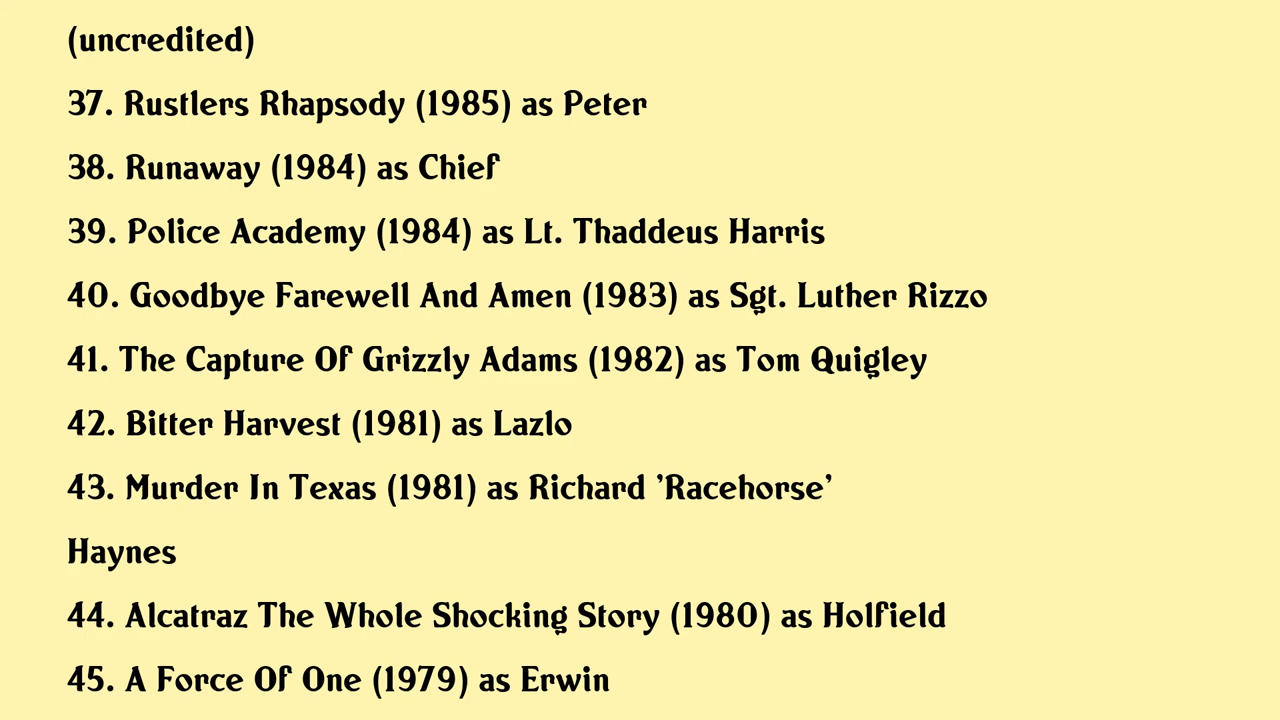 (uncredited)
37. Rustlers Rhapsody (1985) as Peter
38. Runaway (1984) as Chief
39. Police Academy (1984) as Lt. Thaddeus Harris
40. Goodbye Farewell And Amen (1983) as Sgt. Luther Rizzo
41. The Capture Of Grizzly Adams (1982) as Tom Quigley
42. Bitter Harvest (1981) as Lazlo
43. Murder In Texas (1981) as Richard 'Racehorse'
Haynes
44. Alcatraz The Whole Shocking Story (1980) as Holfield
45. A Force Of One (1979) as Erwin